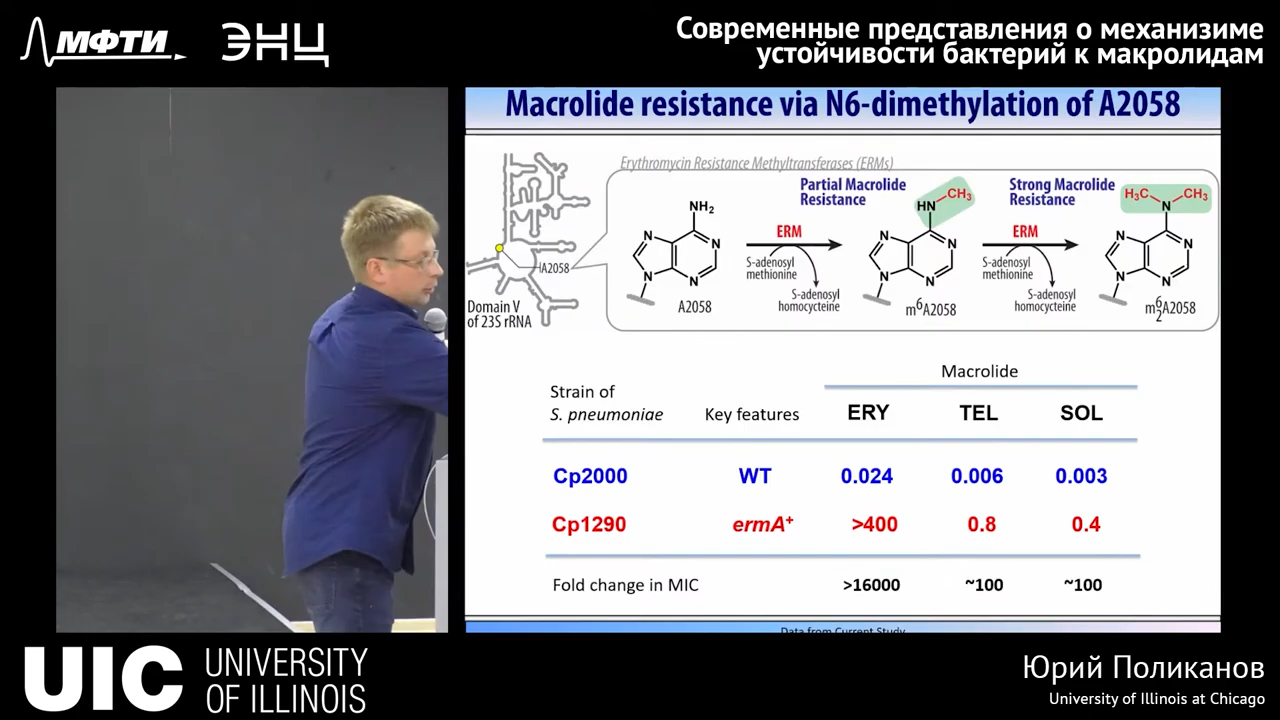 МФТИ
ЭНЦ
Современные представления о механизиме
устойчивости бактерий к макролидам
Macrolide resistance via N6-dimethylation of A2058
Erythromycin Resistance Methyltransferases (ERMs)
Partial Macrolide
Resistance
Strong Macrolide
Resistance
NH₂
HN
CH₃
H₃C
CH₃
N
N
N
N
N
N
N
N
N
N
N
N
N
ERM
ERM
S-adenosyl
methionine
S-adenosyl
methionine
S-adenosyl
homocysteine
S-adenosyl
homocysteine
A2058
A2058
m⁶A2058
m⁶₂A2058
Domain V
of 23S rRNA
Macrolide
Strain of
S. pneumoniae
Key features
ERY TEL SOL
Cp2000 WT 0.024 0.006 0.003
Cp1290 ermA⁺ >400 0.8 0.4
Fold change in MIC >16000 ~100 ~100
Data from Current Study
UIC UNIVERSITY
OF ILLINOIS
Юрий Поликанов
University of Illinois at Chicago